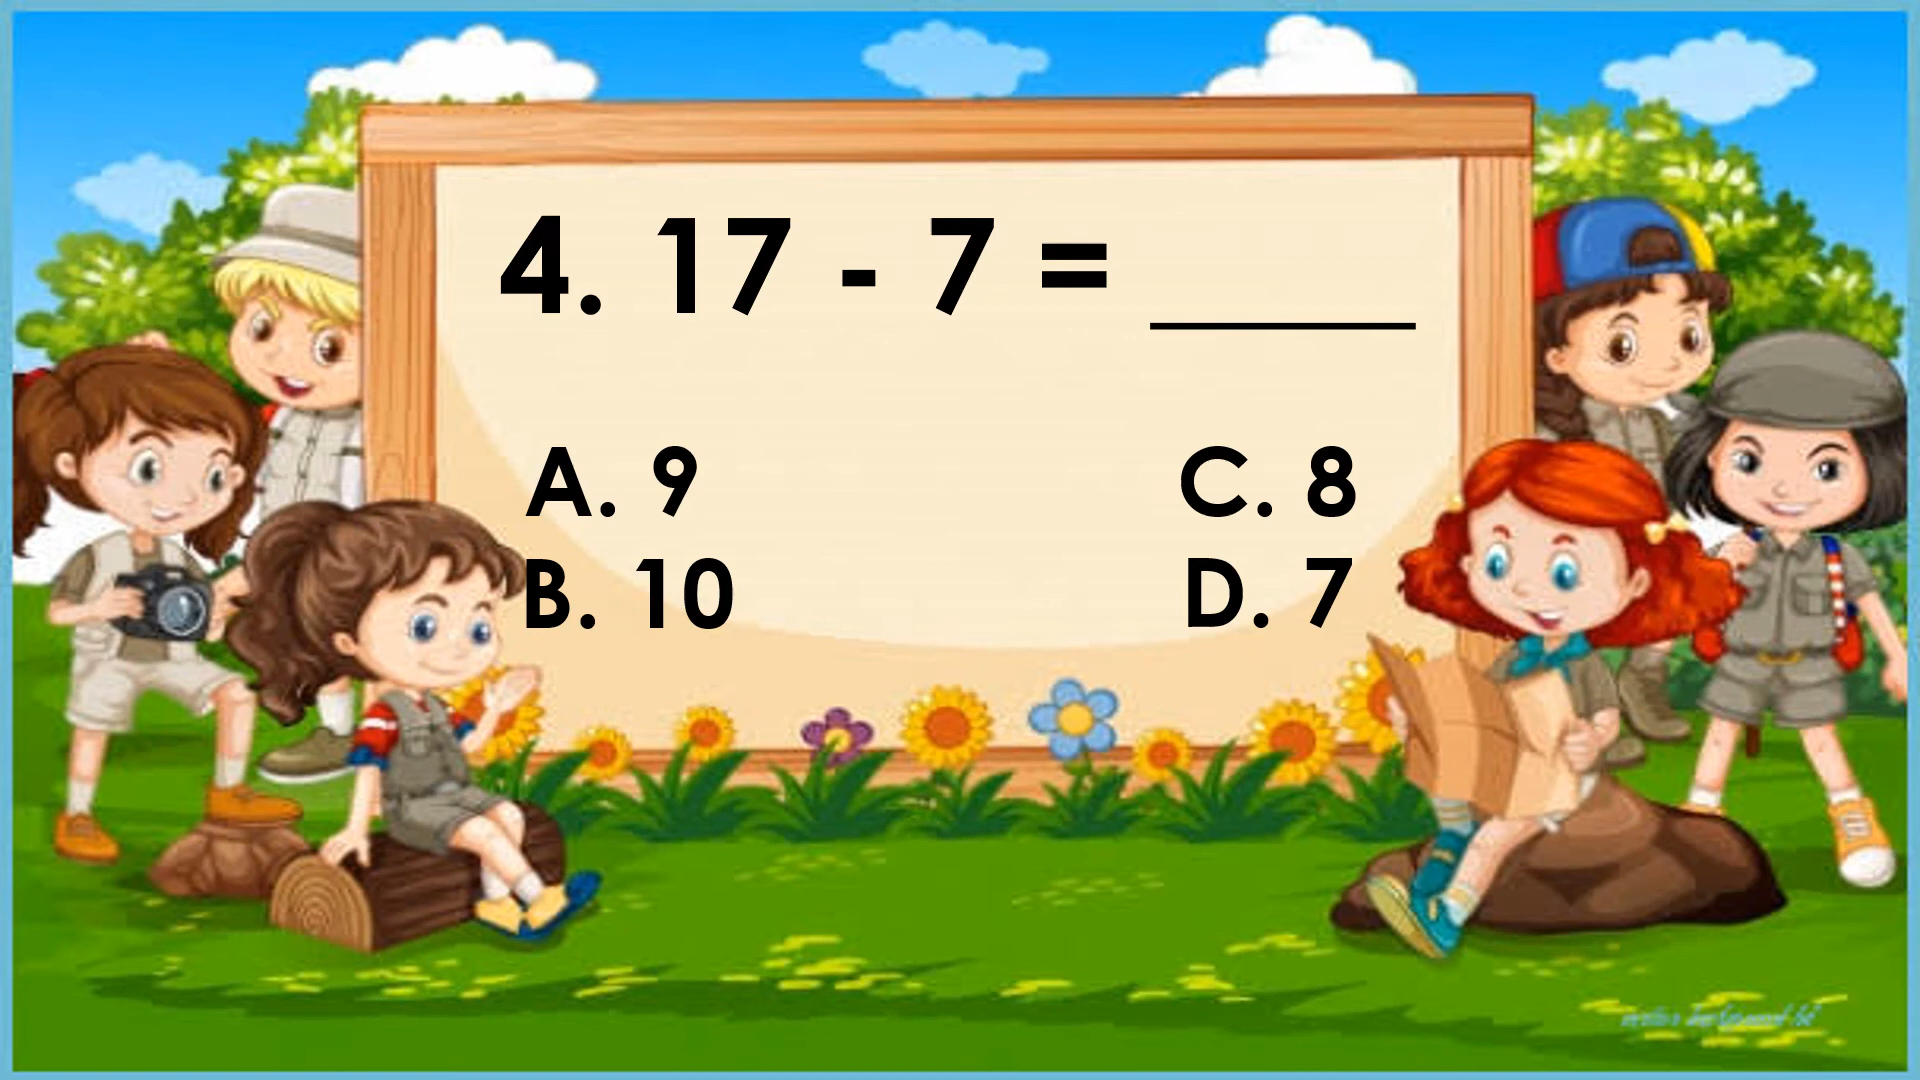 4. 17 - 7 = _____
A. 9
B. 10
C. 8
D. 7